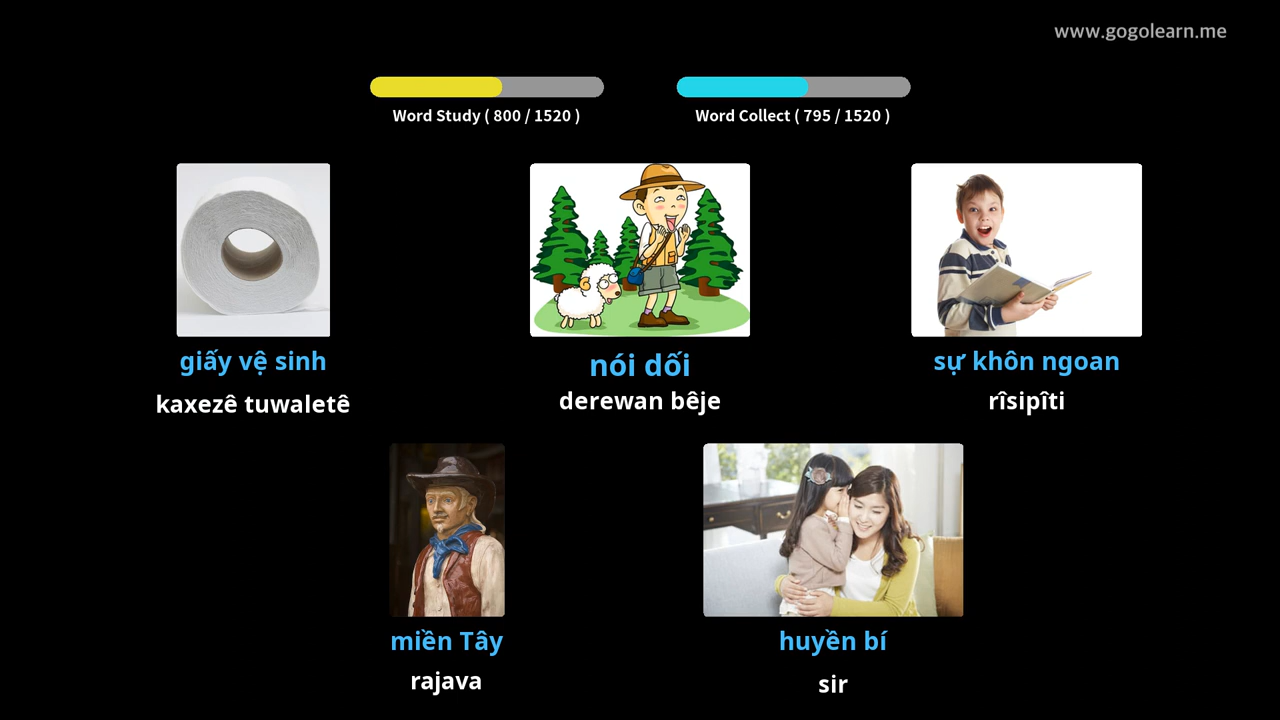 www.gogolearn.me
Word Study ( 800 / 1520 )
Word Collect ( 795 / 1520 )
giấy vệ sinh
kaxezê tuwaletê
nói dối
derewan bêje
sự khôn ngoan
rîsipîti
miền Tây
rajava
huyền bí
sir